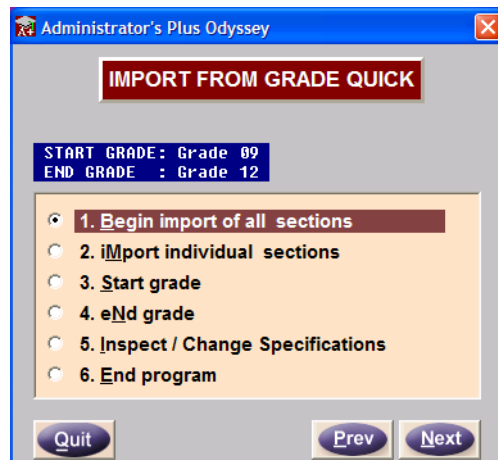 Administrator's Plus Odyssey
IMPORT FROM GRADE QUICK
START GRADE: Grade 09
END GRADE : Grade 12
1. Begin import of all sections
2. iMport individual sections
3. Start grade
4. eNd grade
5. Inspect / Change Specifications
6. End program
Quit Prev Next